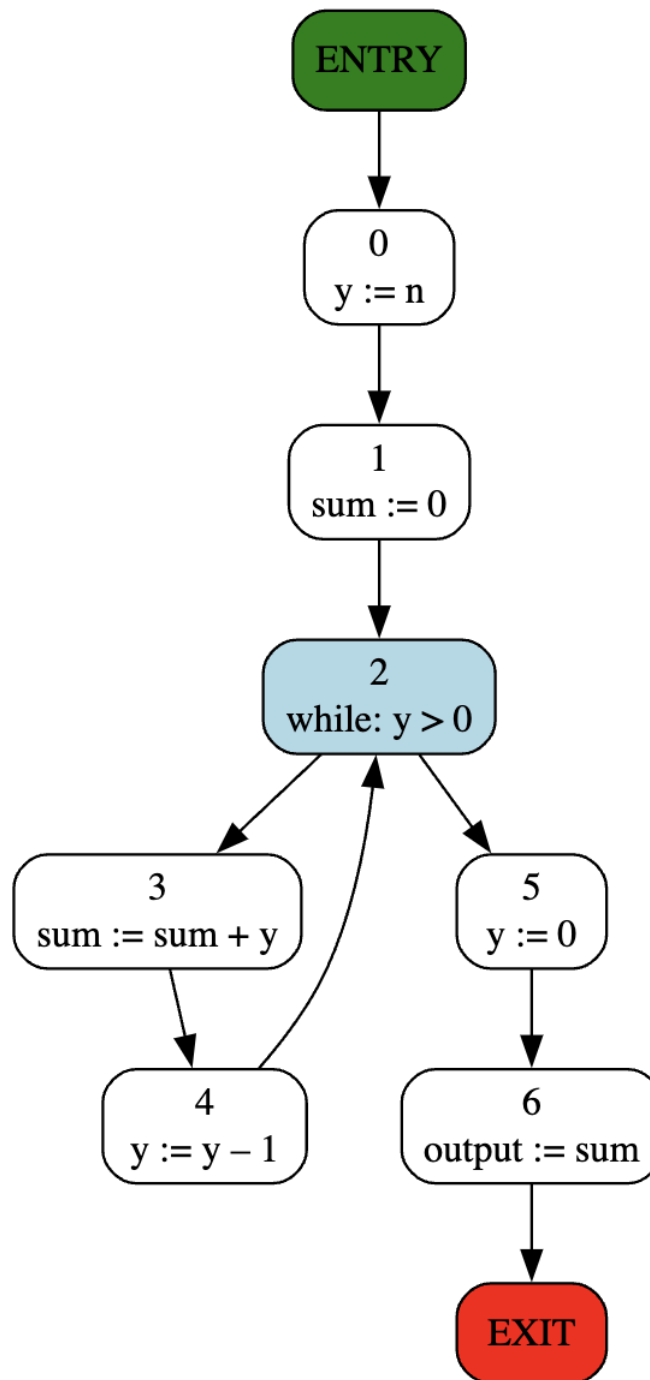 ENTRY
0
y := n
1
sum := 0
2
while: y > 0
3
sum := sum + y
5
y := 0
4
y := y – 1
6
output := sum
EXIT